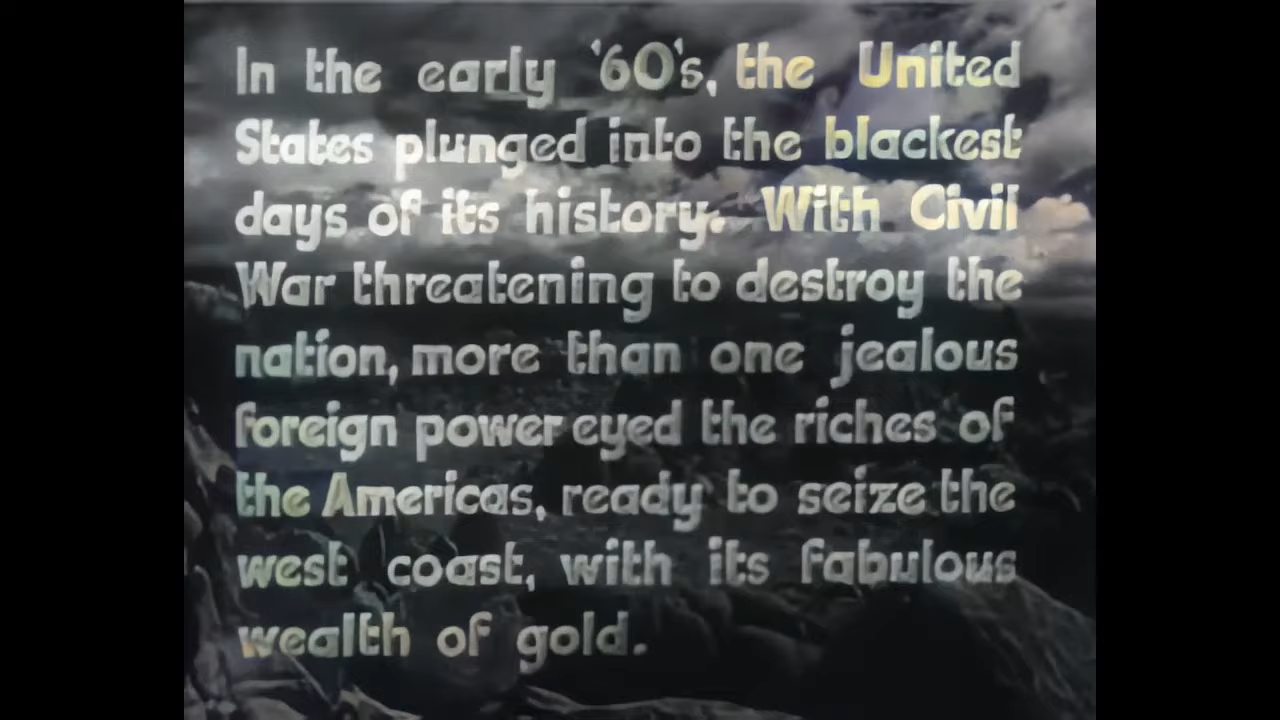 In the early '60's, the United
States plunged into the blackest
days of its history. With Civil
War threatening to destroy the
nation, more than one jealous
foreign power eyed the riches of
the Americas, ready to seize the
west coast, with its fabulous
wealth of gold.